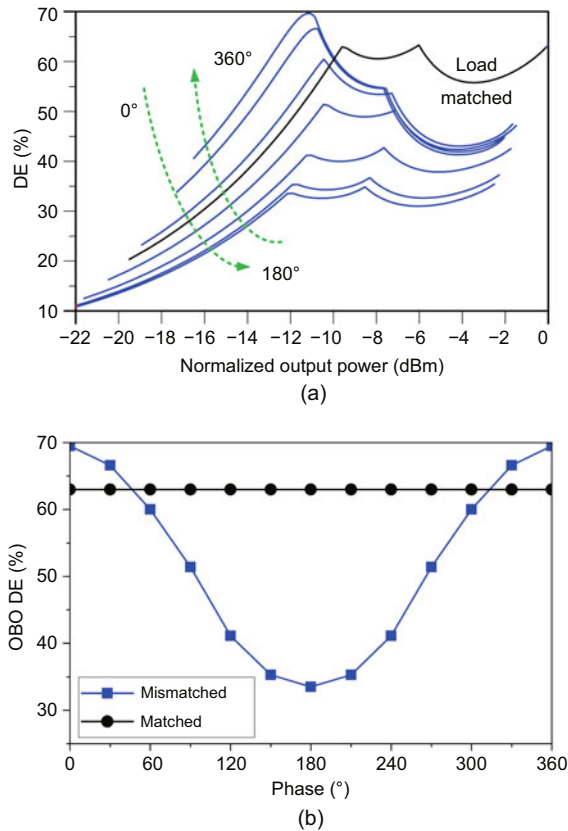 70
60
50
40
30
20
10
DE (%)
360°
0°
180°
Load
matched
−22 −20 −18 −16 −14 −12 −10 −8 −6 −4 −2 0
Normalized output power (dBm)
(a)
70
60
50
40
30
OBO DE (%)
Mismatched
Matched
0 60 120 180 240 300 360
Phase (°)
(b)